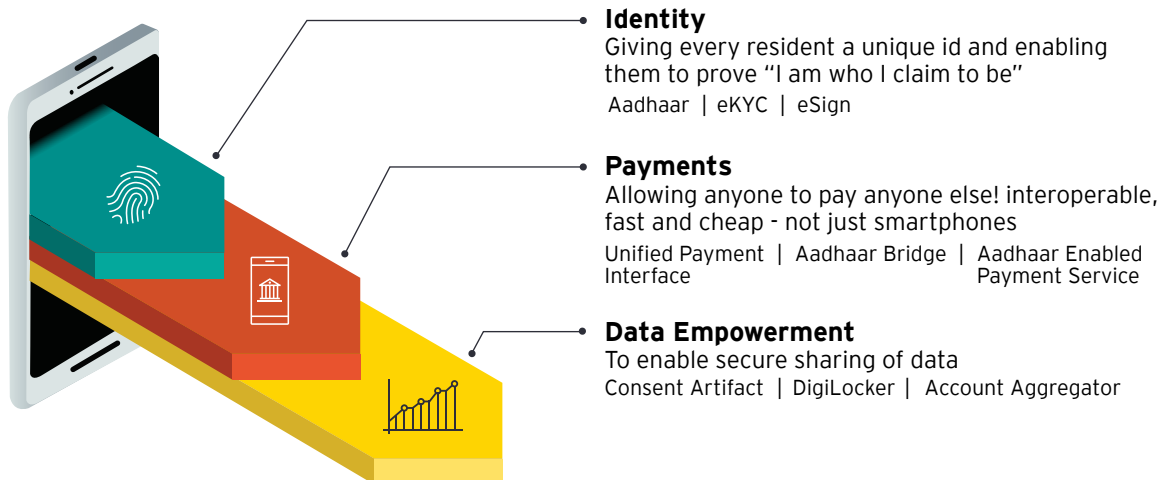 Identity
Giving every resident a unique id and enabling
them to prove “I am who I claim to be”
Aadhaar | eKYC | eSign
Payments
Allowing anyone to pay anyone else! interoperable,
fast and cheap - not just smartphones
Unified Payment | Aadhaar Bridge | Aadhaar Enabled
Interface Payment Service
Data Empowerment
To enable secure sharing of data
Consent Artifact | DigiLocker | Account Aggregator